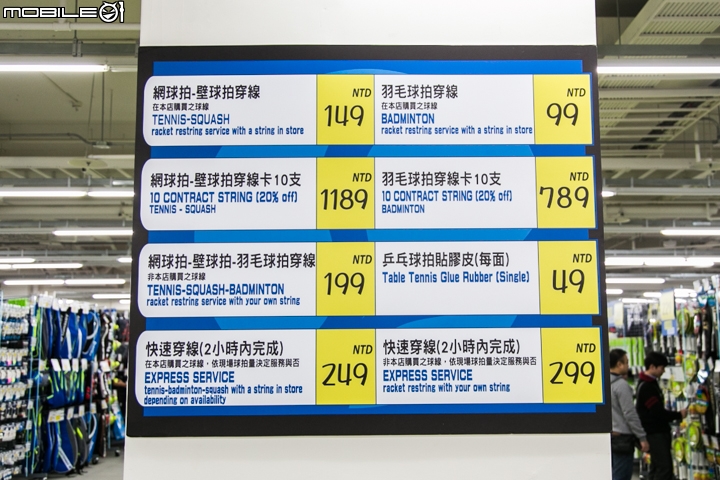 MOBILE01
網球拍-壁球拍穿線
在本店購買之球線
TENNIS-SQUASH
racket restring service with a string in store
NTD
149
羽毛球拍穿線
在本店購買之球線
BADMINTON
racket restring service with a string in store
NTD
99
網球拍-壁球拍穿線卡10支
10 CONTRACT STRING (20% off)
TENNIS - SQUASH
NTD
1189
羽毛球拍穿線卡10支
10 CONTRACT STRING (20% off)
BADMINTON
NTD
789
網球拍-壁球拍-羽毛球拍穿線
非本店購買之球線
TENNIS-SQUASH-BADMINTON
racket restring service with your own string
NTD
199
乒乓球拍貼膠皮(每面)
Table Tennis Glue Rubber (Single)
NTD
49
快速穿線(2小時內完成)
在本店購買之球線，依現場球拍量決定服務與否
EXPRESS SERVICE
tennis-badminton-squash with a string in store
depending on availability
NTD
249
快速穿線(2小時內完成)
非本店購買之球線，依現場球拍量決定服務與否
EXPRESS SERVICE
racket restring with your own string
NTD
299